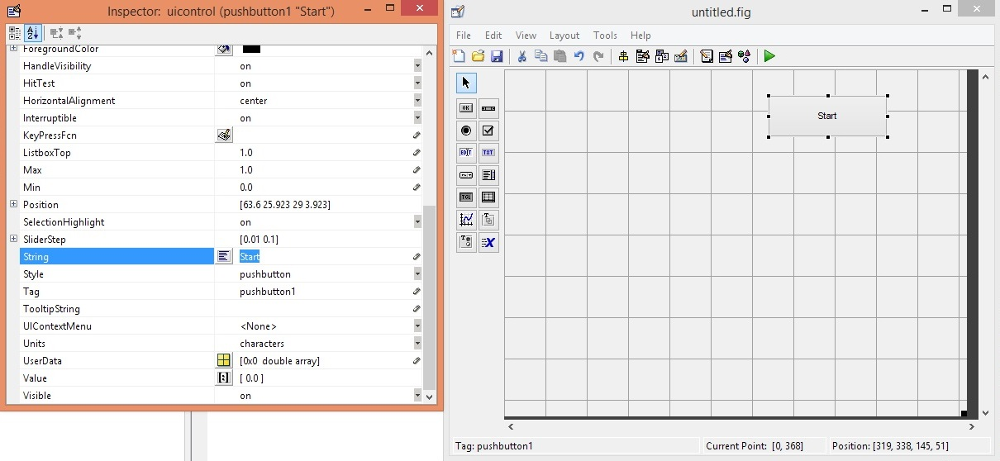 Inspector: uicontrol (pushbutton1 "Start")
ForegroundColor
HandleVisibility on
HitTest on
HorizontalAlignment center
Interruptible on
KeyPressFcn
ListboxTop 1.0
Max 1.0
Min 0.0
Position [63.6 25.923 29 3.923]
SelectionHighlight on
SliderStep [0.01 0.1]
String Start
Style pushbutton
Tag pushbutton1
TooltipString
UIContextMenu <None>
Units characters
UserData [0x0 double array]
Value [ 0.0 ]
Visible on
untitled.fig
File Edit View Layout Tools Help
OK
EDIT TXT
TGL
Start
Tag: pushbutton1 Current Point: [0, 368] Position: [319, 338, 145, 51]